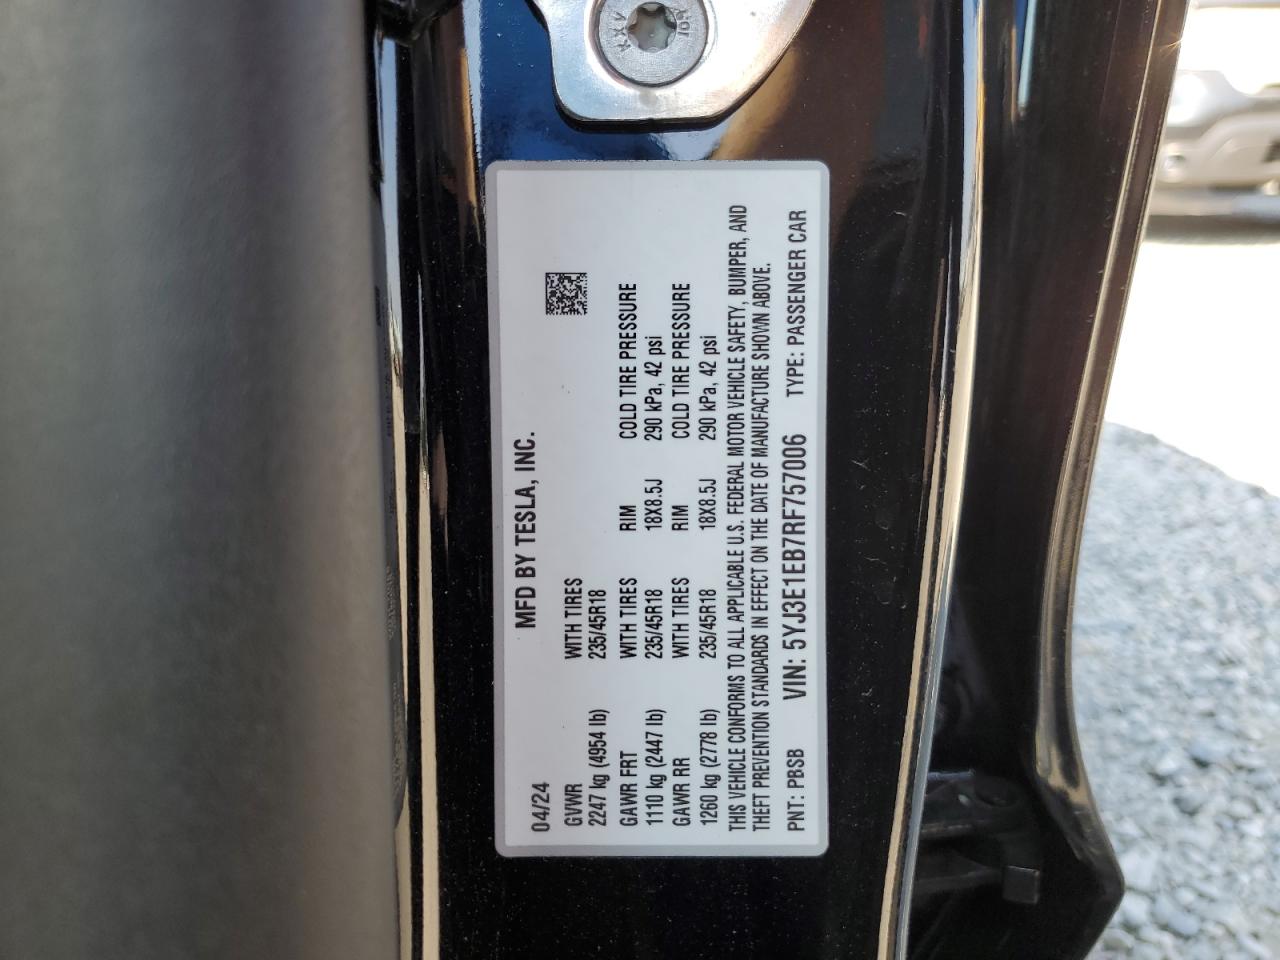 MFD BY TESLA, INC.
04/24
GVWR WITH TIRES
2247 kg (4954 lb) 235/45R18
GAWR FRT WITH TIRES RIM COLD TIRE PRESSURE
1110 kg (2447 lb) 235/45R18 18X8.5J 290 kPa, 42 psi
GAWR RR WITH TIRES RIM COLD TIRE PRESSURE
1260 kg (2778 lb) 235/45R18 18X8.5J 290 kPa, 42 psi
THIS VEHICLE CONFORMS TO ALL APPLICABLE U.S. FEDERAL MOTOR VEHICLE SAFETY, BUMPER, AND
THEFT PREVENTION STANDARDS IN EFFECT ON THE DATE OF MANUFACTURE SHOWN ABOVE.
PNT: PBSB VIN: 5YJ3E1EB7RF757006 TYPE: PASSENGER CAR